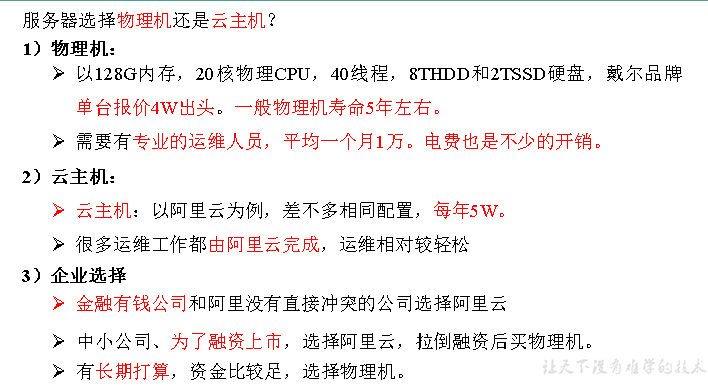 服务器选择物理机还是云主机？
1）物理机：
➢ 以128G内存，20核物理CPU，40线程，8THDD和2TSSD硬盘，戴尔品牌
单台报价4W出头。一般物理机寿命5年左右。
➢ 需要有专业的运维人员，平均一个月1万。电费也是不少的开销。
2）云主机：
➢ 云主机：以阿里云为例，差不多相同配置，每年5W。
➢ 很多运维工作都由阿里云完成，运维相对较轻松
3）企业选择
➢ 金融有钱公司和阿里没有直接冲突的公司选择阿里云
➢ 中小公司、为了融资上市，选择阿里云，拉倒融资后买物理机。
➢ 有长期打算，资金比较足，选择物理机。
让天下没有难学的技术